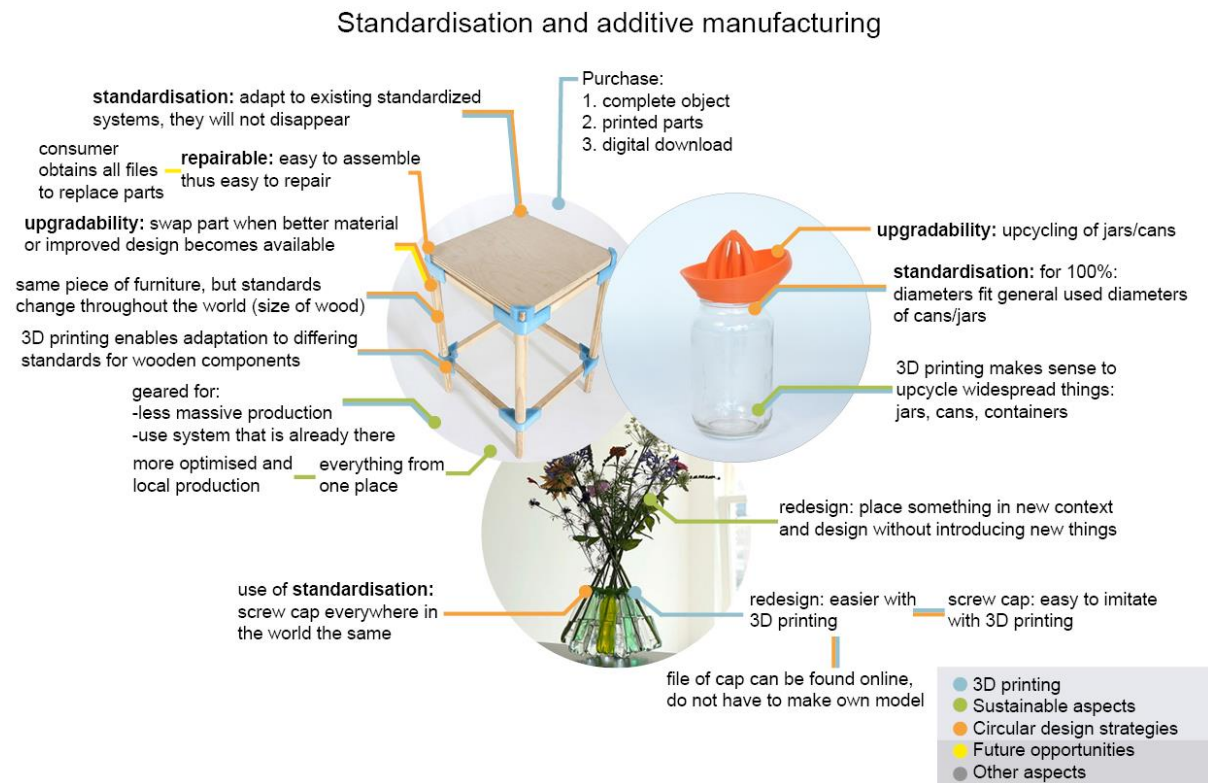 Standardisation and additive manufacturing
standardisation: adapt to existing standardized
systems, they will not disappear
Purchase:
1. complete object
2. printed parts
3. digital download
consumer
obtains all files
to replace parts
repairable: easy to assemble
thus easy to repair
upgradability: swap part when better material
or improved design becomes available
same piece of furniture, but standards
change throughout the world (size of wood)
3D printing enables adaptation to differing
standards for wooden components
geared for:
-less massive production
-use system that is already there
more optimised and
local production
everything from
one place
upgradability: upcycling of jars/cans
standardisation: for 100%:
diameters fit general used diameters
of cans/jars
3D printing makes sense to
upcycle widespread things:
jars, cans, containers
redesign: place something in new context
and design without introducing new things
use of standardisation:
screw cap everywhere in
the world the same
redesign: easier with
3D printing
screw cap: easy to imitate
with 3D printing
file of cap can be found online,
do not have to make own model
3D printing
Sustainable aspects
Circular design strategies
Future opportunities
Other aspects